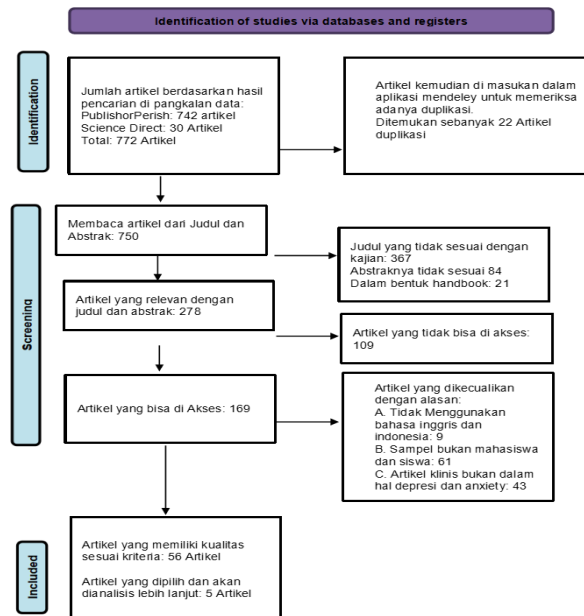 Identification of studies via databases and registers
Identification
Jumlah artikel berdasarkan hasil
pencarian di pangkalan data:
PublishorPerish: 742 artikel
Science Direct: 30 Artikel
Total: 772 Artikel
Artikel kemudian di masukan dalam
aplikasi mendeley untuk memeriksa
adanya duplikasi.
Ditemukan sebanyak 22 Artikel
duplikasi
Screening
Membaca artikel dari Judul dan
Abstrak: 750
Judul yang tidak sesuai dengan
kajian: 367
Abstraknya tidak sesuai 84
Dalam bentuk handbook: 21
Artikel yang relevan dengan
judul dan abstrak: 278
Artikel yang tidak bisa di akses:
109
Artikel yang bisa di Akses: 169
Artikel yang dikecualikan
dengan alasan:
A. Tidak Menggunakan
bahasa inggris dan
indonesia: 9
B. Sampel bukan mahasiswa
dan siswa: 61
C. Artikel klinis bukan dalam
hal depresi dan anxiety: 43
Included
Artikel yang memiliki kualitas
sesuai kriteria: 56 Artikel
Artikel yang dipilih dan akan
dianalisis lebih lanjut: 5 Artikel